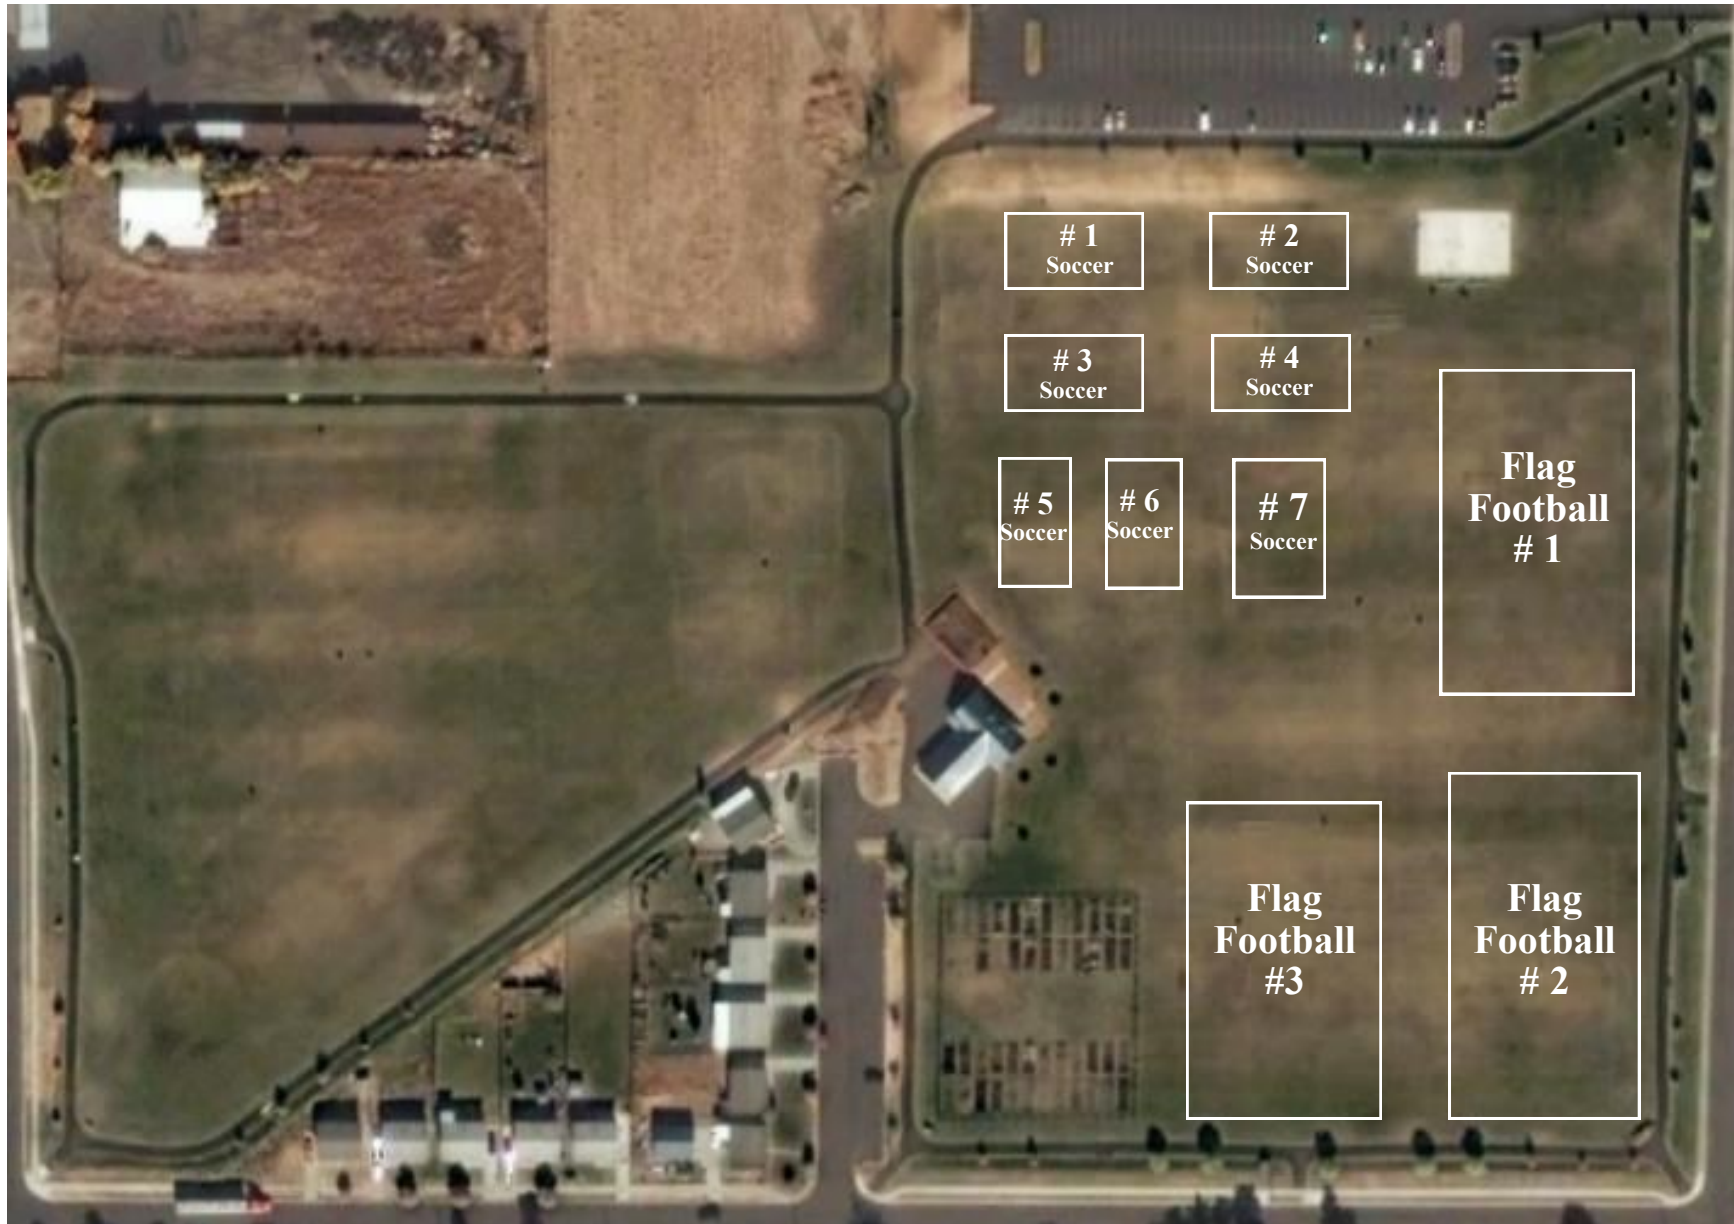 # 1
Soccer
# 2
Soccer
# 3
Soccer
# 4
Soccer
# 5
Soccer
# 6
Soccer
# 7
Soccer
Flag
Football
# 1
Flag
Football
#3
Flag
Football
# 2